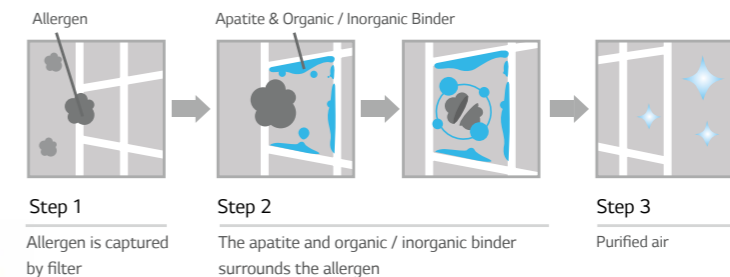 Allergen
Apatite & Organic / Inorganic Binder
Step 1
Allergen is captured
by filter
Step 2
The apatite and organic / inorganic binder
surrounds the allergen
Step 3
Purified air